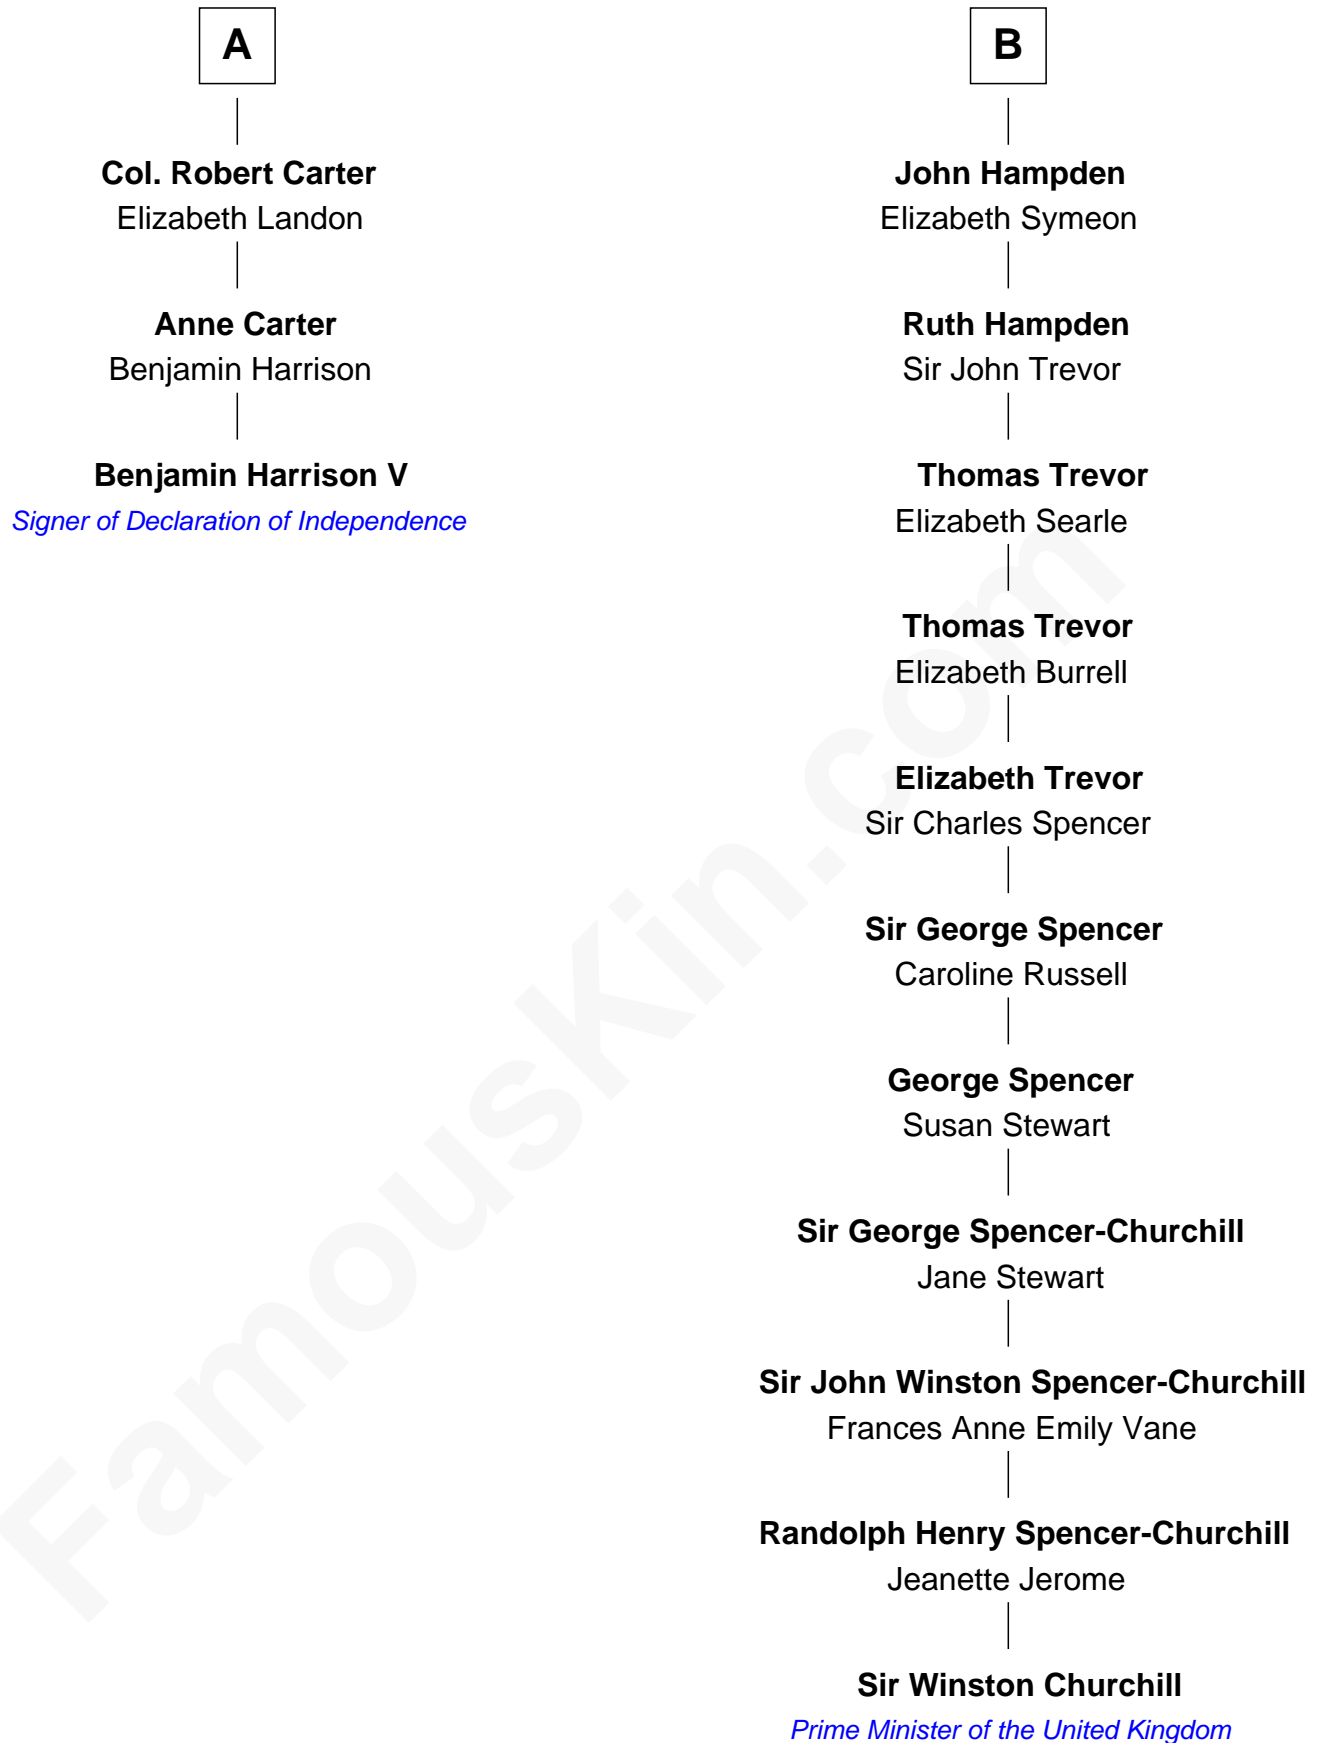 A
Col. Robert Carter
Elizabeth Landon
Anne Carter
Benjamin Harrison
Benjamin Harrison V
Signer of Declaration of Independence
B
John Hampden
Elizabeth Symeon
Ruth Hampden
Sir John Trevor
Thomas Trevor
Elizabeth Searle
Thomas Trevor
Elizabeth Burrell
Elizabeth Trevor
Sir Charles Spencer
Sir George Spencer
Caroline Russell
George Spencer
Susan Stewart
Sir George Spencer-Churchill
Jane Stewart
Sir John Winston Spencer-Churchill
Frances Anne Emily Vane
Randolph Henry Spencer-Churchill
Jeanette Jerome
Sir Winston Churchill
Prime Minister of the United Kingdom
FamousKin.com